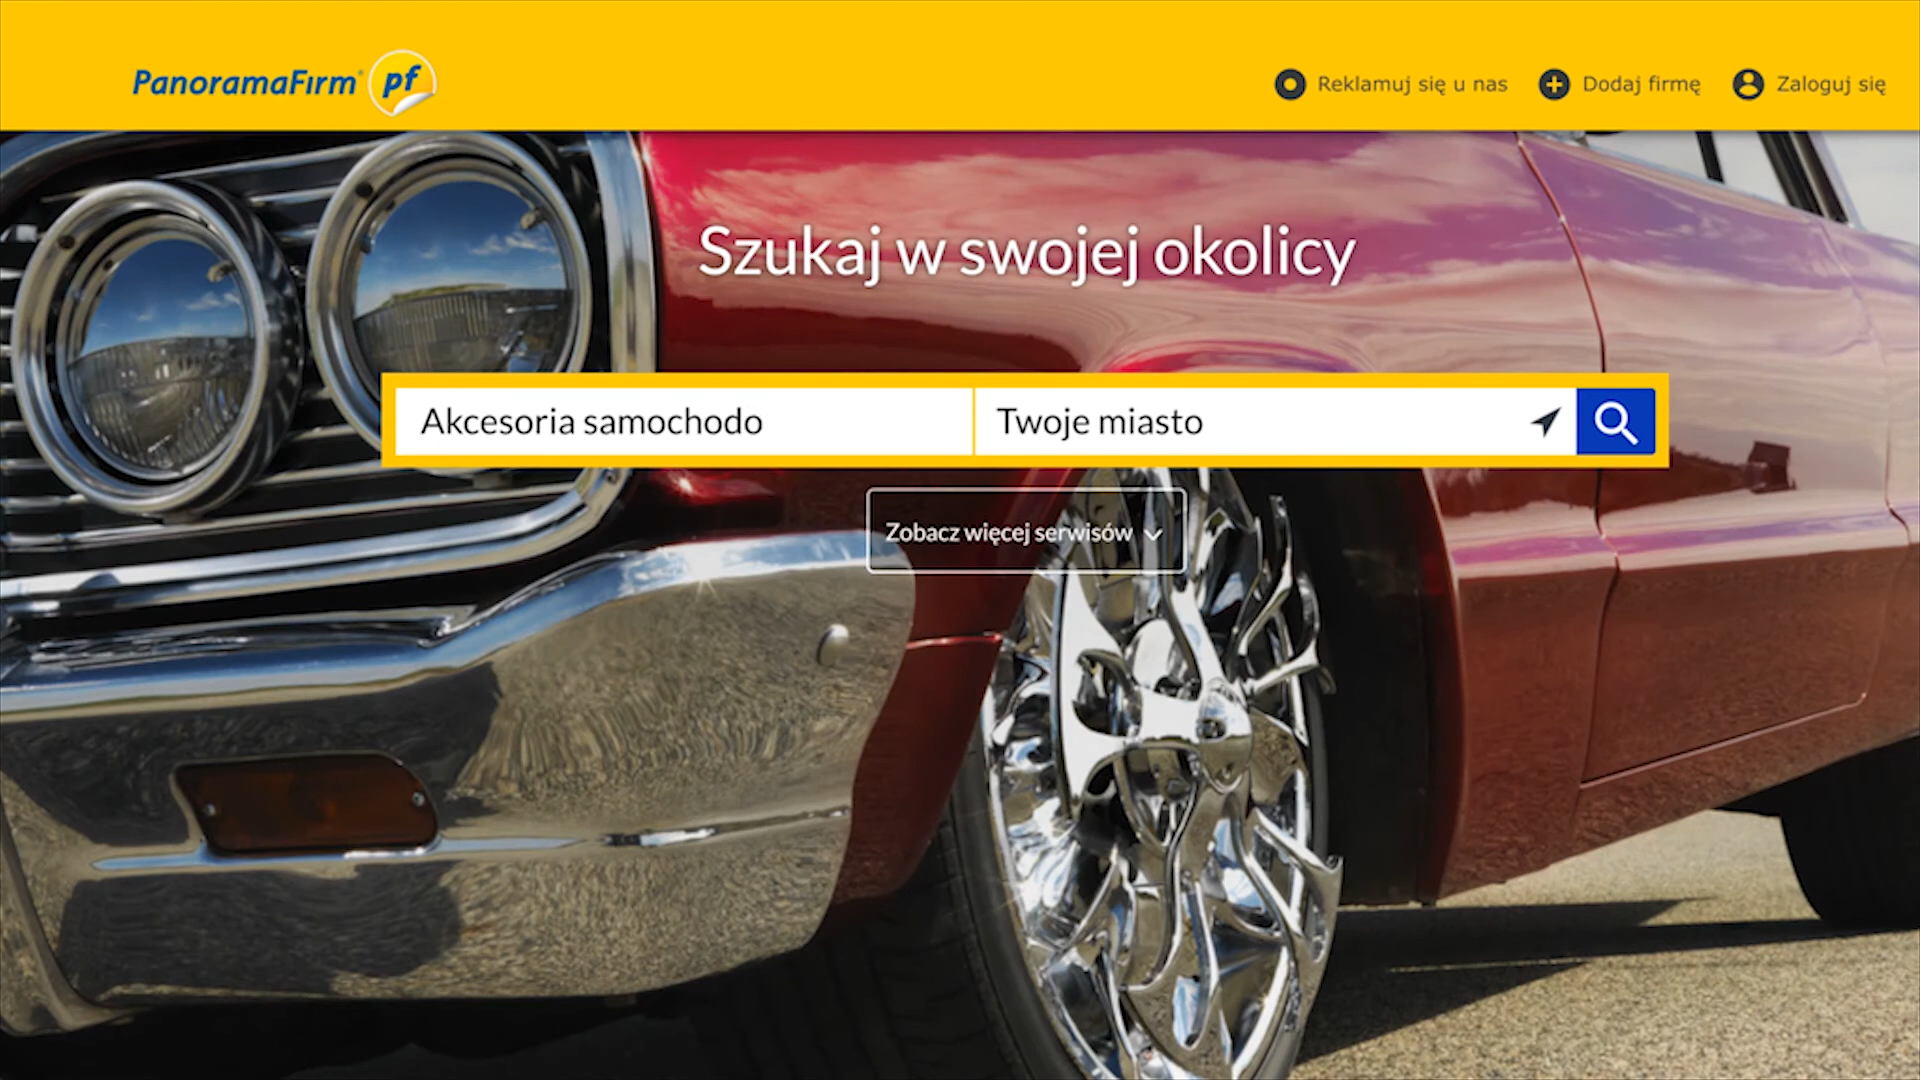 PanoramaFirm pf
Reklamuj się u nas
Dodaj firmę
Zaloguj się
Szukaj w swojej okolicy
Akcesoria samochodo
Twoje miasto
Zobacz więcej serwisów